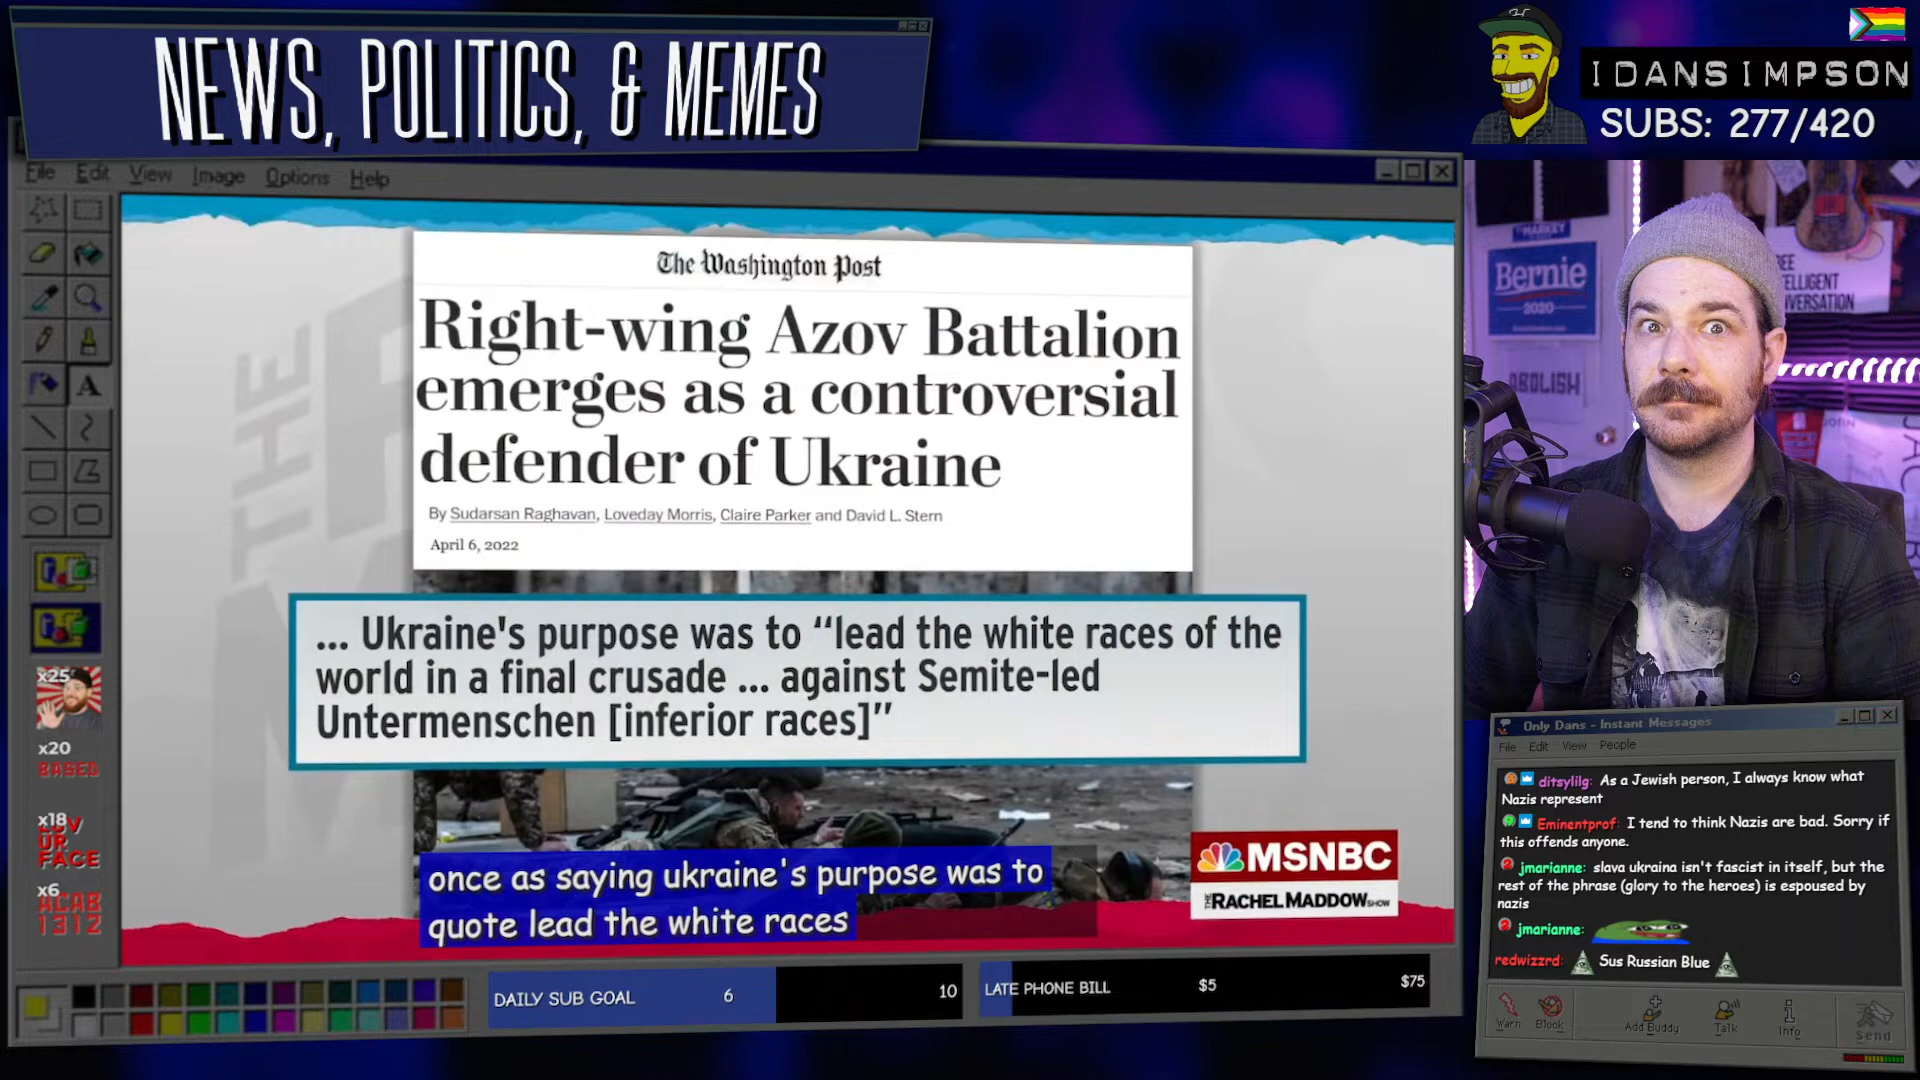 NEWS, POLITICS, & MEMES
IDANSIMPSON
SUBS: 277/420
File Edit View Image Options Help
The Washington Post
Right-wing Azov Battalion
emerges as a controversial
defender of Ukraine
By Sudarsan Raghavan, Loveday Morris, Claire Parker and David L. Stern
April 6, 2022
... Ukraine's purpose was to “lead the white races of the
world in a final crusade ... against Semite-led
Untermenschen [inferior races]”
once as saying ukraine's purpose was to
quote lead the white races
MSNBC
THE RACHEL MADDOW SHOW
THE
A
x25
x20
BASED
x18
LUV
UR
FACE
x6
ACAB
1312
DAILY SUB GOAL 6 10
LATE PHONE BILL $5 $75
MARKEY
Bernie
2020
ABOLISH
Only Dans - Instant Messages
File Edit View People
ditsylilg: As a Jewish person, I always know what
Nazis represent
Eminentprof: I tend to think Nazis are bad. Sorry if
this offends anyone.
jmarianne: slava ukraina isn't fascist in itself, but the
rest of the phrase (glory to the heroes) is espoused by
nazis
jmarianne:
redwizzrd: Sus Russian Blue
Warn Block Add Buddy Talk Info Send